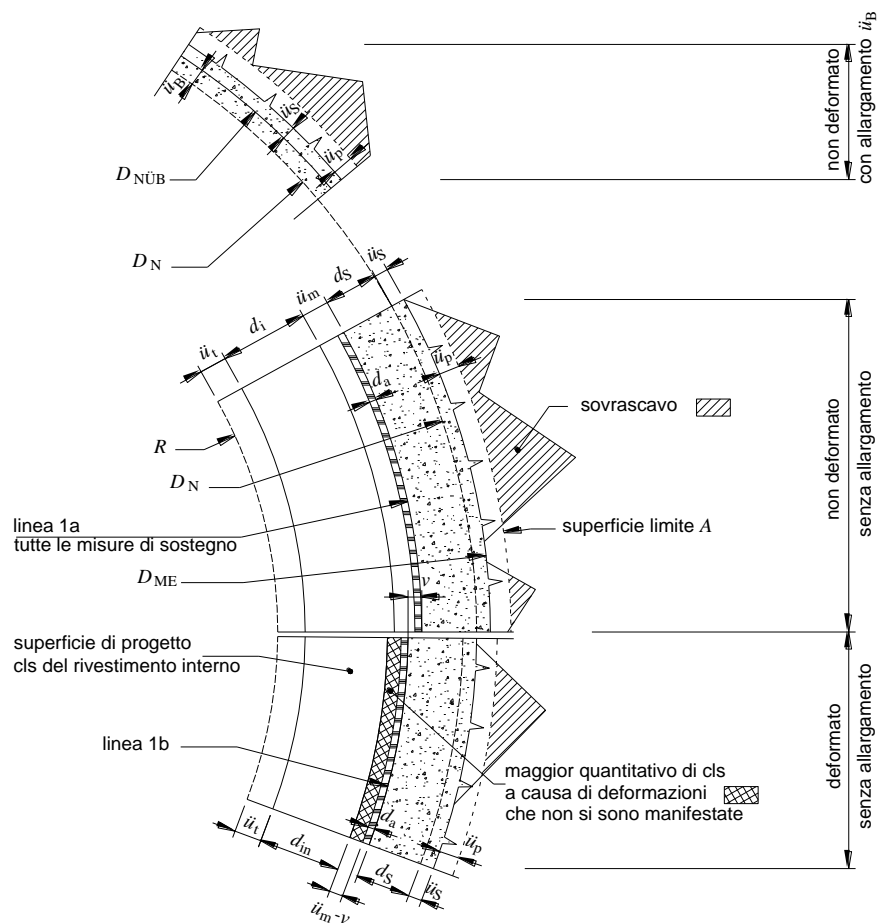 ü_B
ü_S
ü_p
D_NÜB
D_N
non deformato
con allargamento ü_B
ü_t
d_i
ü_m
d_S
ü_S
ü_p
d_a
R
D_N
sovrascavo
linea 1a
tutte le misure di sostegno
superficie limite A
D_ME
v
non deformato
senza allargamento
superficie di progetto
cls del rivestimento interno
linea 1b
maggior quantitativo di cls
a causa di deformazioni
che non si sono manifestate
deformato
senza allargamento
d_a
ü_t
d_in
ü_p
d_S
ü_S
ü_m-v